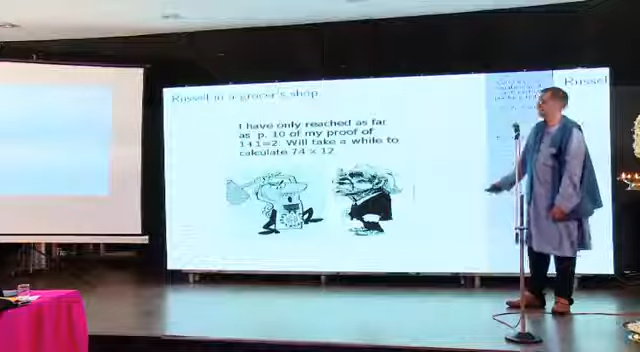 Russell in a grocer's shop
I have only reached as far
as p. 10 of my proof of
1+1=2. Will take a while to
calculate 74 × 12
Russel